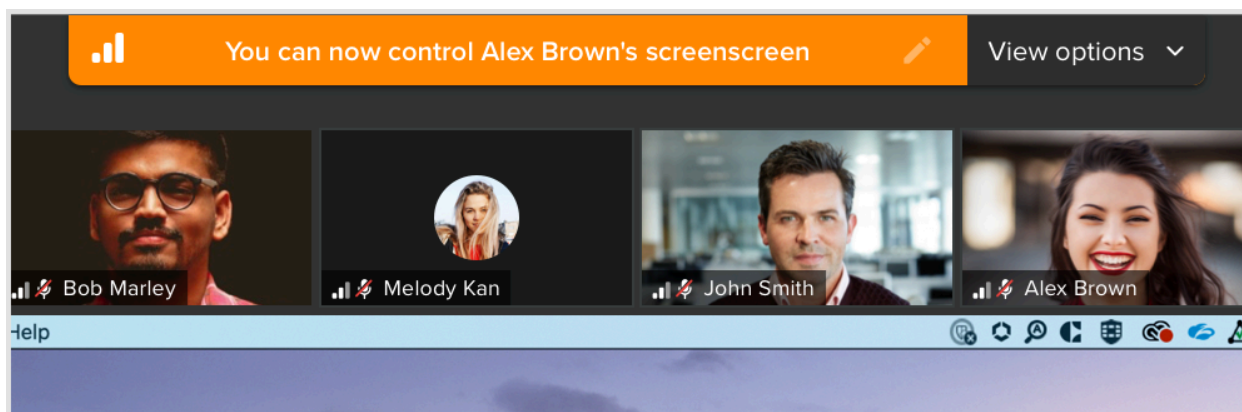 You can now control Alex Brown's screenscreen
View options
Bob Marley
Melody Kan
John Smith
Alex Brown
Help